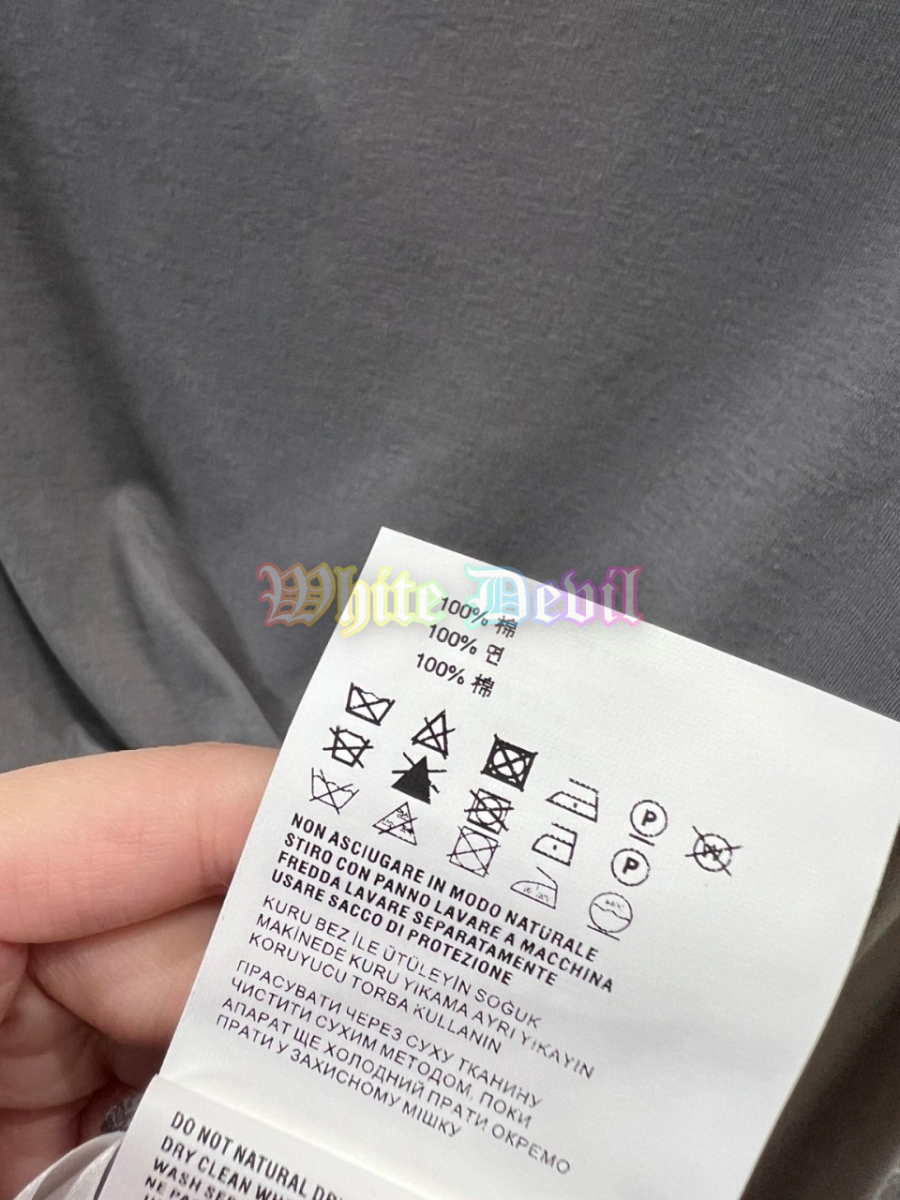 White Devil
100% 棉
100% 면
100% 棉
NON ASCIUGARE IN MODO NATURALE
STIRO CON PANNO LAVARE A MACCHINA
FREDDA LAVARE SEPARATAMENTE
USARE SACCO DI PROTEZIONE
KURU BEZ İLE ÜTÜLEYİN SOĞUK
MAKİNEDE KURU YIKAMA AYRI YIKAYIN
KORUYUCU TORBA KULLANIN
ПРАСУВАТИ ЧЕРЕЗ СУХУ ТКАНИНУ
ЧИСТИТИ СУХИМ МЕТОДОМ, ПОКИ
АПАРАТ ЩЕ ХОЛОДНИЙ ПРАТИ ОКРЕМО
ПРАТИ У ЗАХИСНОМУ МІШКУ
DO NOT NATURAL
DRY CLEAN
WASH
NE